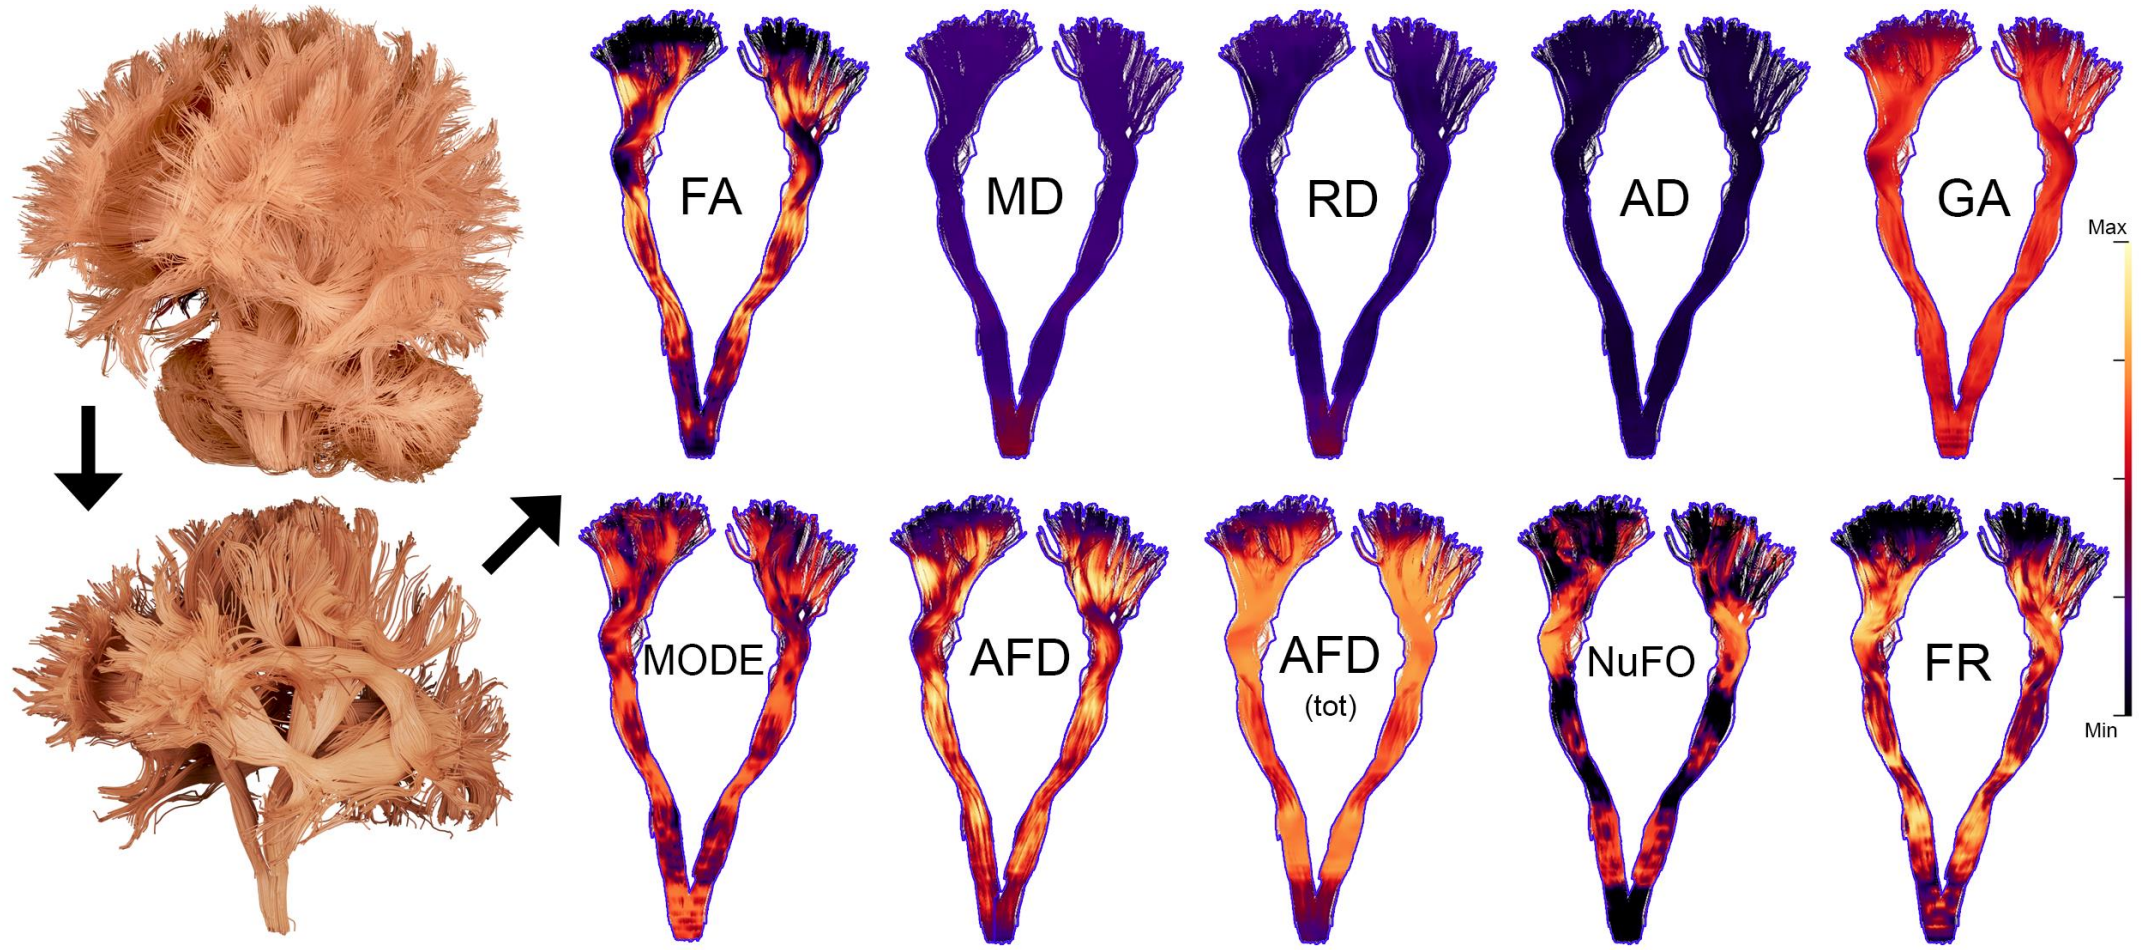 FA
MD
RD
AD
GA
Max
MODE
AFD
AFD
(tot)
NuFO
FR
Min